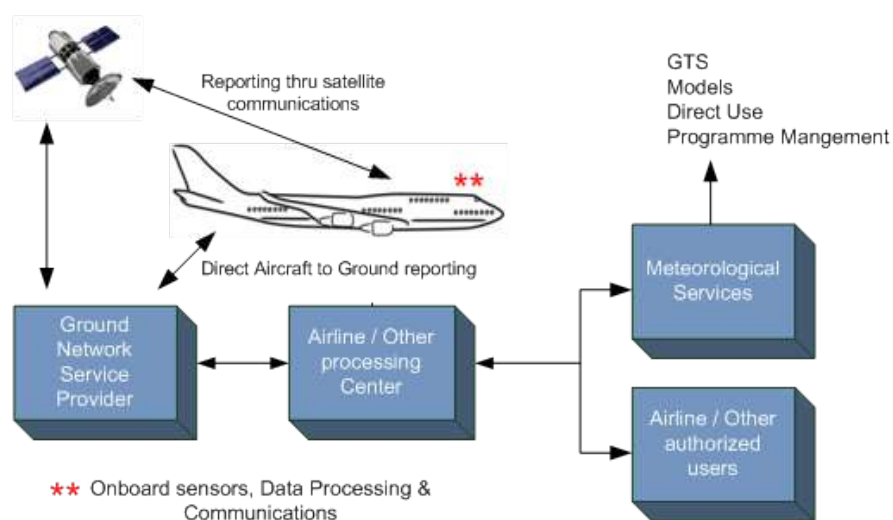 Reporting thru satellite
communications
GTS
Models
Direct Use
Programme Mangement
**
Direct Aircraft to Ground reporting
Ground
Network
Service
Provider
Airline / Other
processing
Center
Meteorological
Services
Airline / Other
authorized
users
** Onboard sensors, Data Processing &
Communications